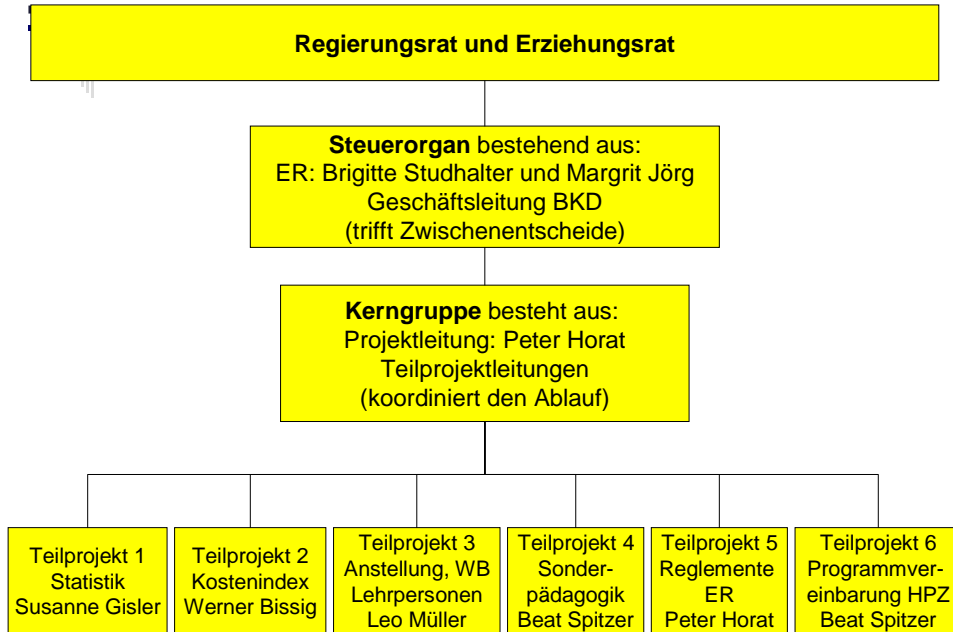 Regierungsrat und Erziehungsrat
Steuerorgan bestehend aus:
ER: Brigitte Studhalter und Margrit Jörg
Geschäftsleitung BKD
(trifft Zwischenentscheide)
Kerngruppe besteht aus:
Projektleitung: Peter Horat
Teilprojektleitungen
(koordiniert den Ablauf)
Teilprojekt 1
Statistik
Susanne Gisler
Teilprojekt 2
Kostenindex
Werner Bissig
Teilprojekt 3
Anstellung, WB
Lehrpersonen
Leo Müller
Teilprojekt 4
Sonder-
pädagogik
Beat Spitzer
Teilprojekt 5
Reglemente
ER
Peter Horat
Teilprojekt 6
Programmver-
einbarung HPZ
Beat Spitzer